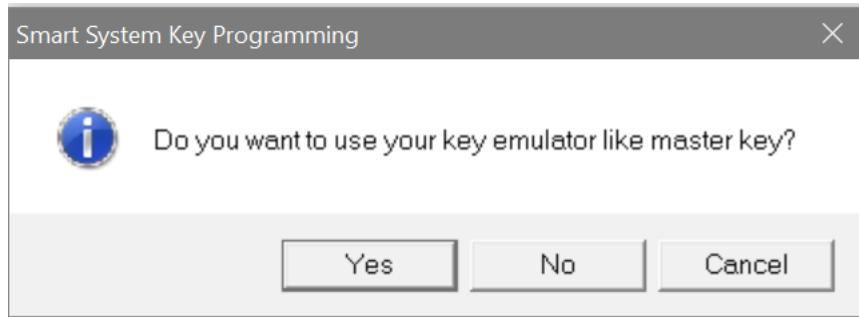 Smart System Key Programming
Do you want to use your key emulator like master key?
Yes
No
Cancel